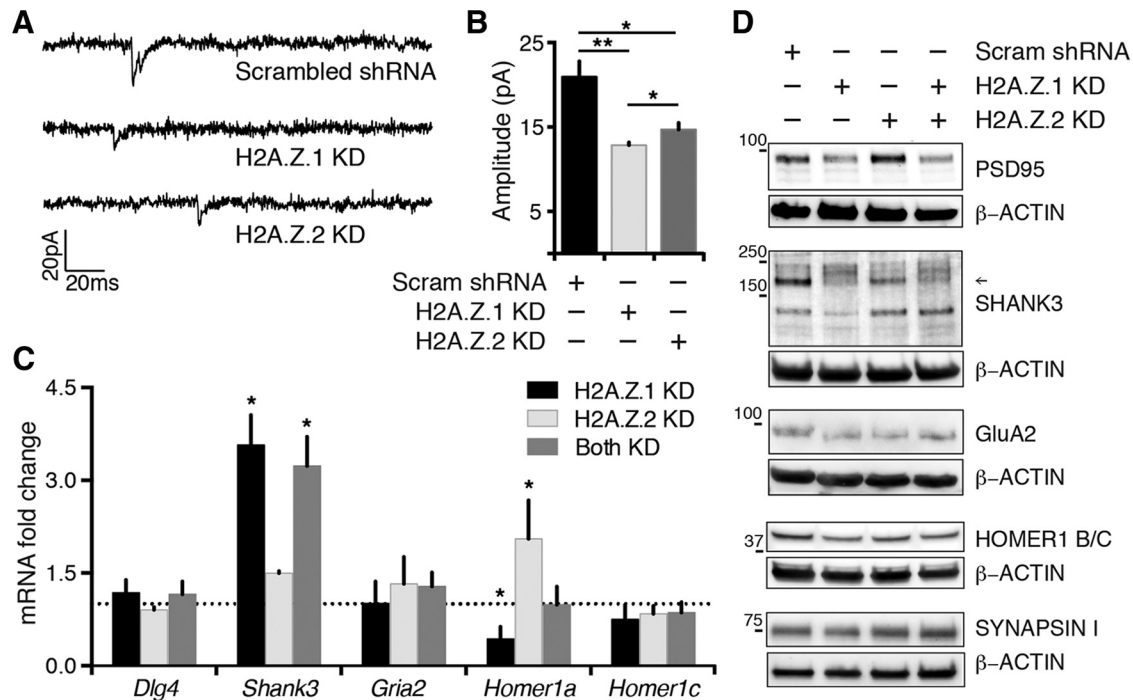 A
Scrambled shRNA
H2A.Z.1 KD
H2A.Z.2 KD
20pA
20ms
B
Amplitude (pA)
25
15
5
*
**
*
Scram shRNA + − −
H2A.Z.1 KD − + −
H2A.Z.2 KD − − +
C
mRNA fold change
4.5
3.0
1.5
0.0
H2A.Z.1 KD
H2A.Z.2 KD
Both KD
* * * *
Dlg4 Shank3 Gria2 Homer1a Homer1c
D
+ − − − Scram shRNA
− + − + H2A.Z.1 KD
− − + + H2A.Z.2 KD
100
PSD95
β−ACTIN
250
150
←
SHANK3
β−ACTIN
100
GluA2
β−ACTIN
37
HOMER1 B/C
β−ACTIN
75
SYNAPSIN I
β−ACTIN